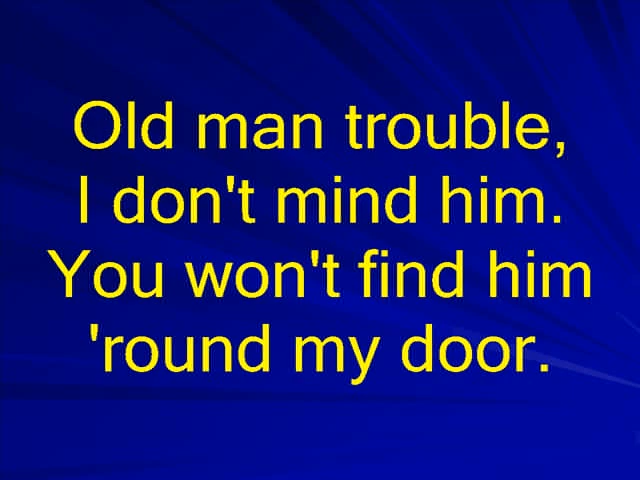 Old man trouble,
I don't mind him.
You won't find him
'round my door.